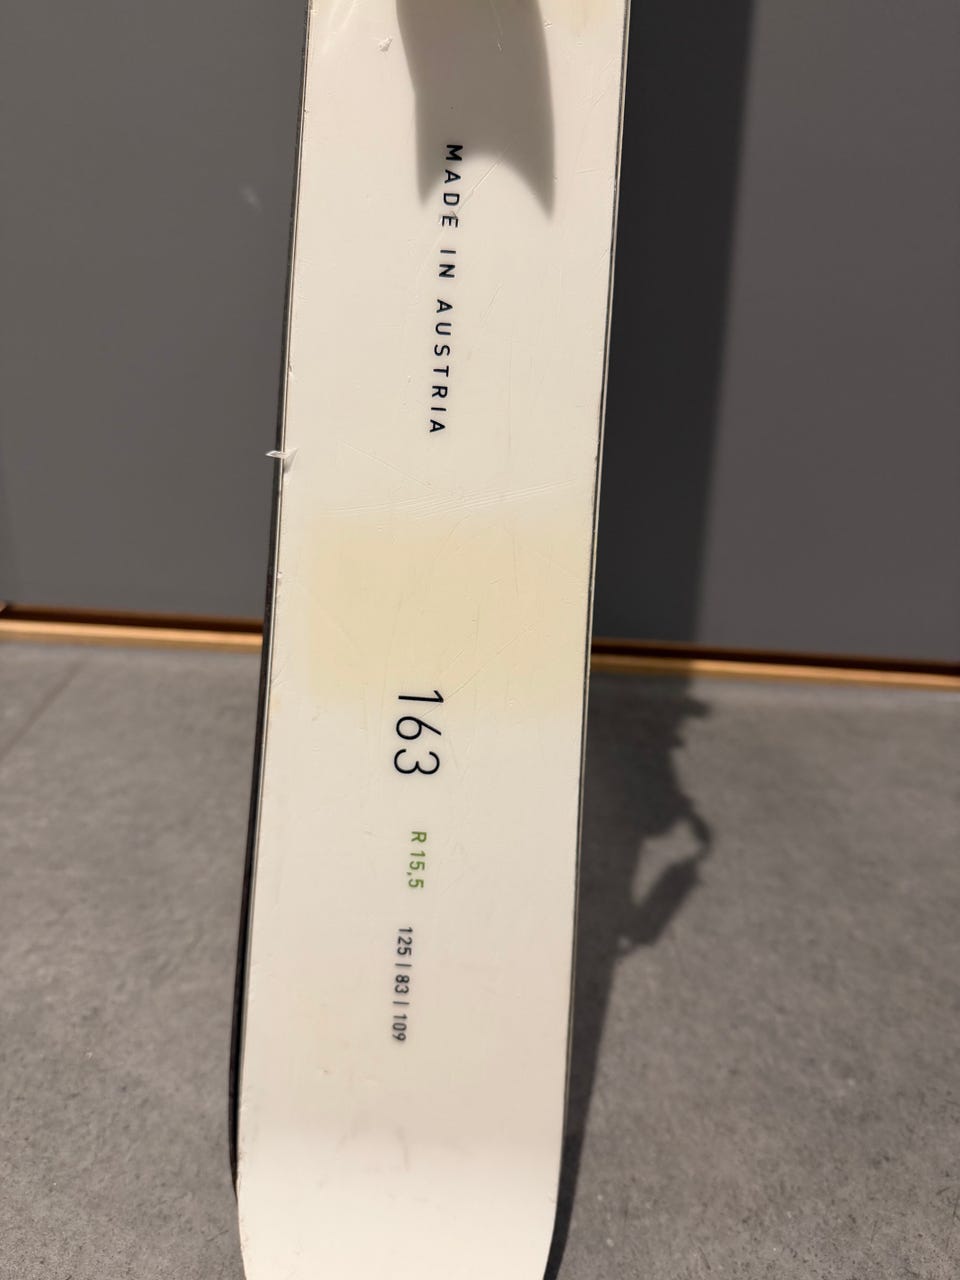 MADE IN AUSTRIA
163 R 15,5 125 | 83 | 109